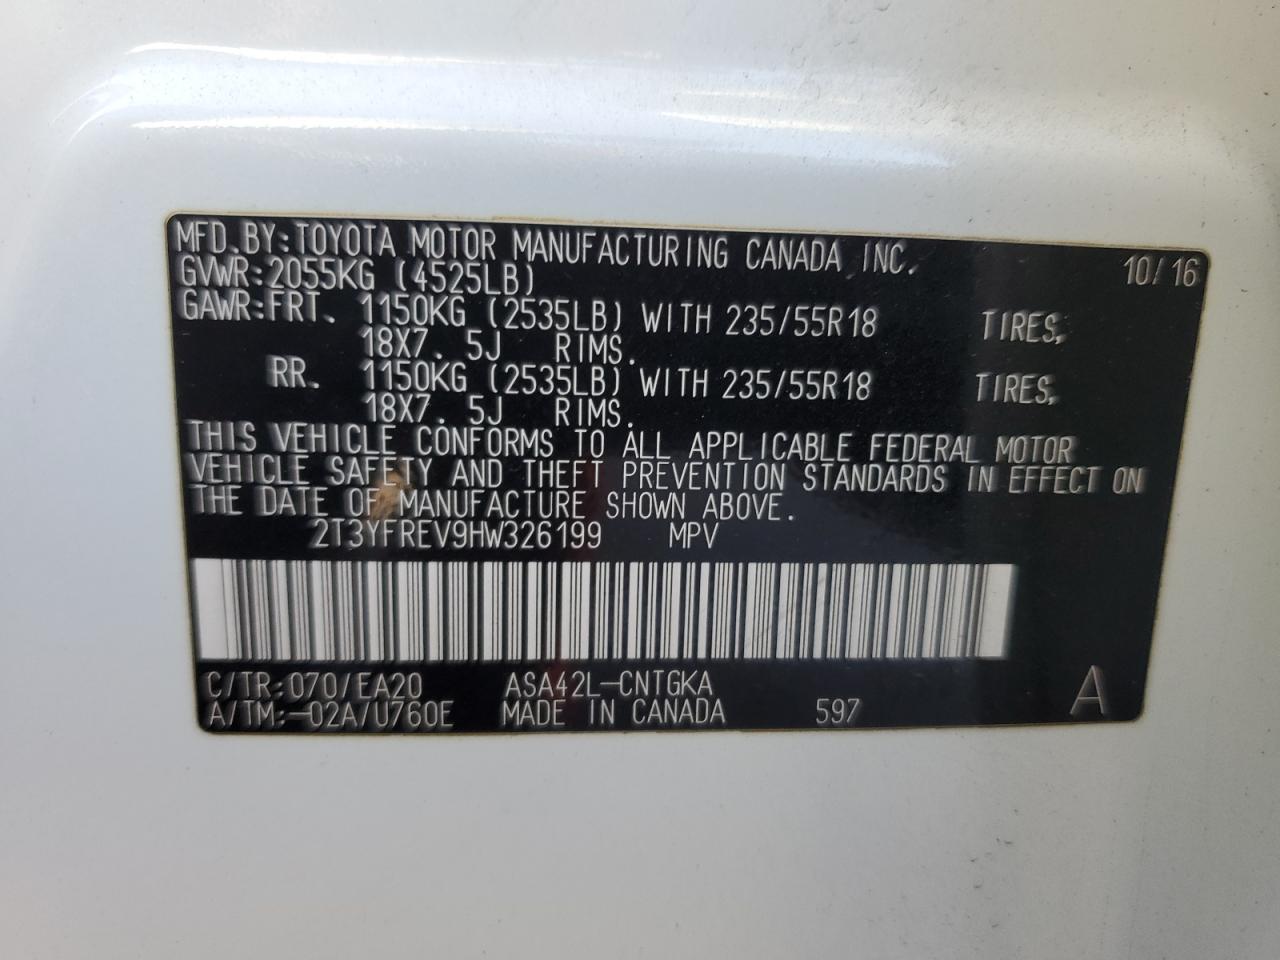 MFD.BY:TOYOTA MOTOR MANUFACTURING CANADA INC. 10/16
GVWR:2055KG (4525LB)
GAWR:FRT. 1150KG (2535LB) WITH 235/55R18 TIRES,
18X7.5J RIMS.
RR. 1150KG (2535LB) WITH 235/55R18 TIRES,
18X7.5J RIMS.
THIS VEHICLE CONFORMS TO ALL APPLICABLE FEDERAL MOTOR
VEHICLE SAFETY AND THEFT PREVENTION STANDARDS IN EFFECT ON
THE DATE OF MANUFACTURE SHOWN ABOVE.
2T3YFREV9HW326199 MPV
C/TR:070/EA20 ASA42L-CNTGKA
A/TM:-02A/U760E MADE IN CANADA 597 A